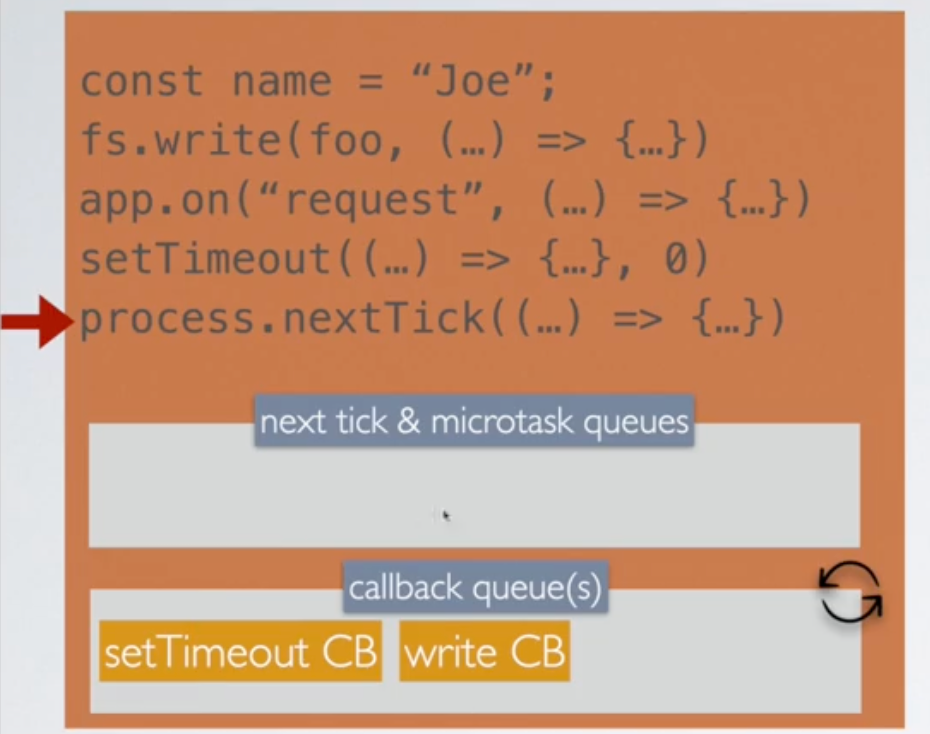 const name = “Joe”;
fs.write(foo, (…) => {…})
app.on(“request”, (…) => {…})
setTimeout((…) => {…}, 0)
process.nextTick((…) => {…})
next tick & microtask queues
callback queue(s)
setTimeout CB write CB